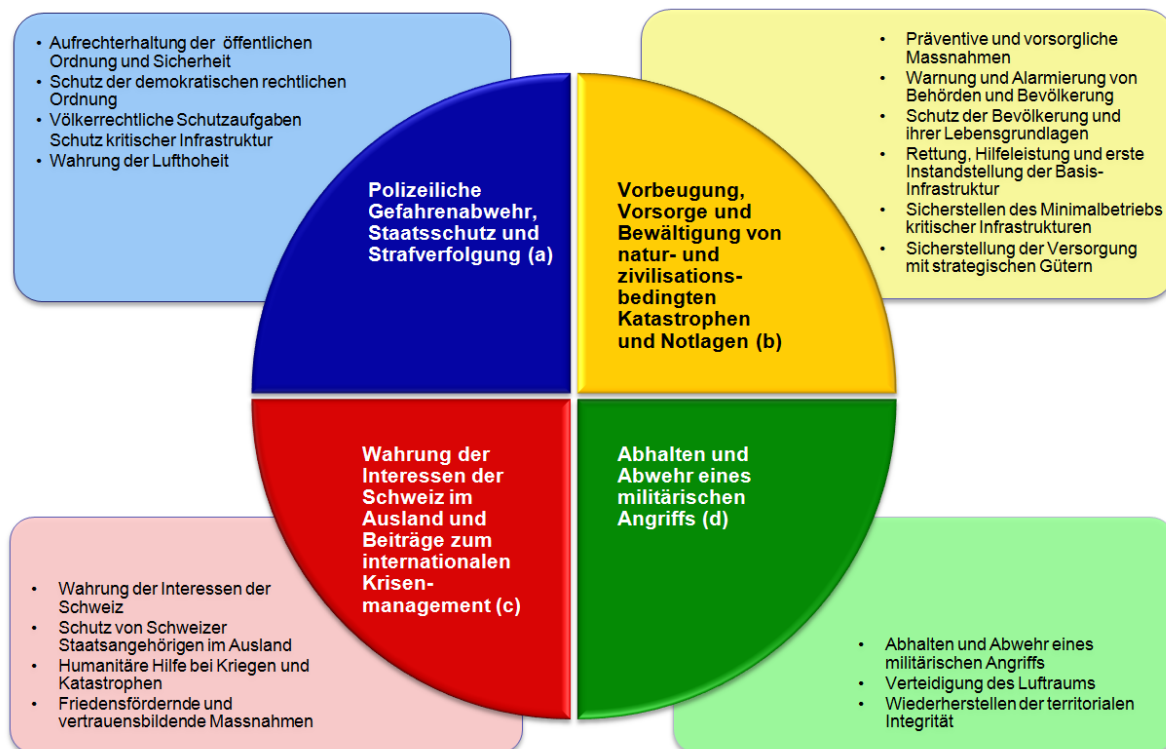 • Aufrechterhaltung der öffentlichen
Ordnung und Sicherheit
• Schutz der demokratischen rechtlichen
Ordnung
• Völkerrechtliche Schutzaufgaben
Schutz kritischer Infrastruktur
• Wahrung der Lufthoheit
• Präventive und vorsorgliche
Massnahmen
• Warnung und Alarmierung von
Behörden und Bevölkerung
• Schutz der Bevölkerung und
ihrer Lebensgrundlagen
• Rettung, Hilfeleistung und erste
Instandstellung der Basis-
Infrastruktur
• Sicherstellen des Minimalbetriebs
kritischer Infrastrukturen
• Sicherstellung der Versorgung
mit strategischen Gütern
Polizeiliche
Gefahrenabwehr,
Staatsschutz und
Strafverfolgung (a)
Vorbeugung,
Vorsorge und
Bewältigung von
natur- und
zivilisations-
bedingten
Katastrophen
und Notlagen (b)
Wahrung der
Interessen der
Schweiz im
Ausland und
Beiträge zum
internationalen
Krisen-
management (c)
Abhalten und
Abwehr eines
militärischen
Angriffs (d)
• Wahrung der Interessen der
Schweiz
• Schutz von Schweizer
Staatsangehörigen im Ausland
• Humanitäre Hilfe bei Kriegen und
Katastrophen
• Friedensfördernde und
vertrauensbildende Massnahmen
• Abhalten und Abwehr eines
militärischen Angriffs
• Verteidigung des Luftraums
• Wiederherstellen der territorialen
Integrität